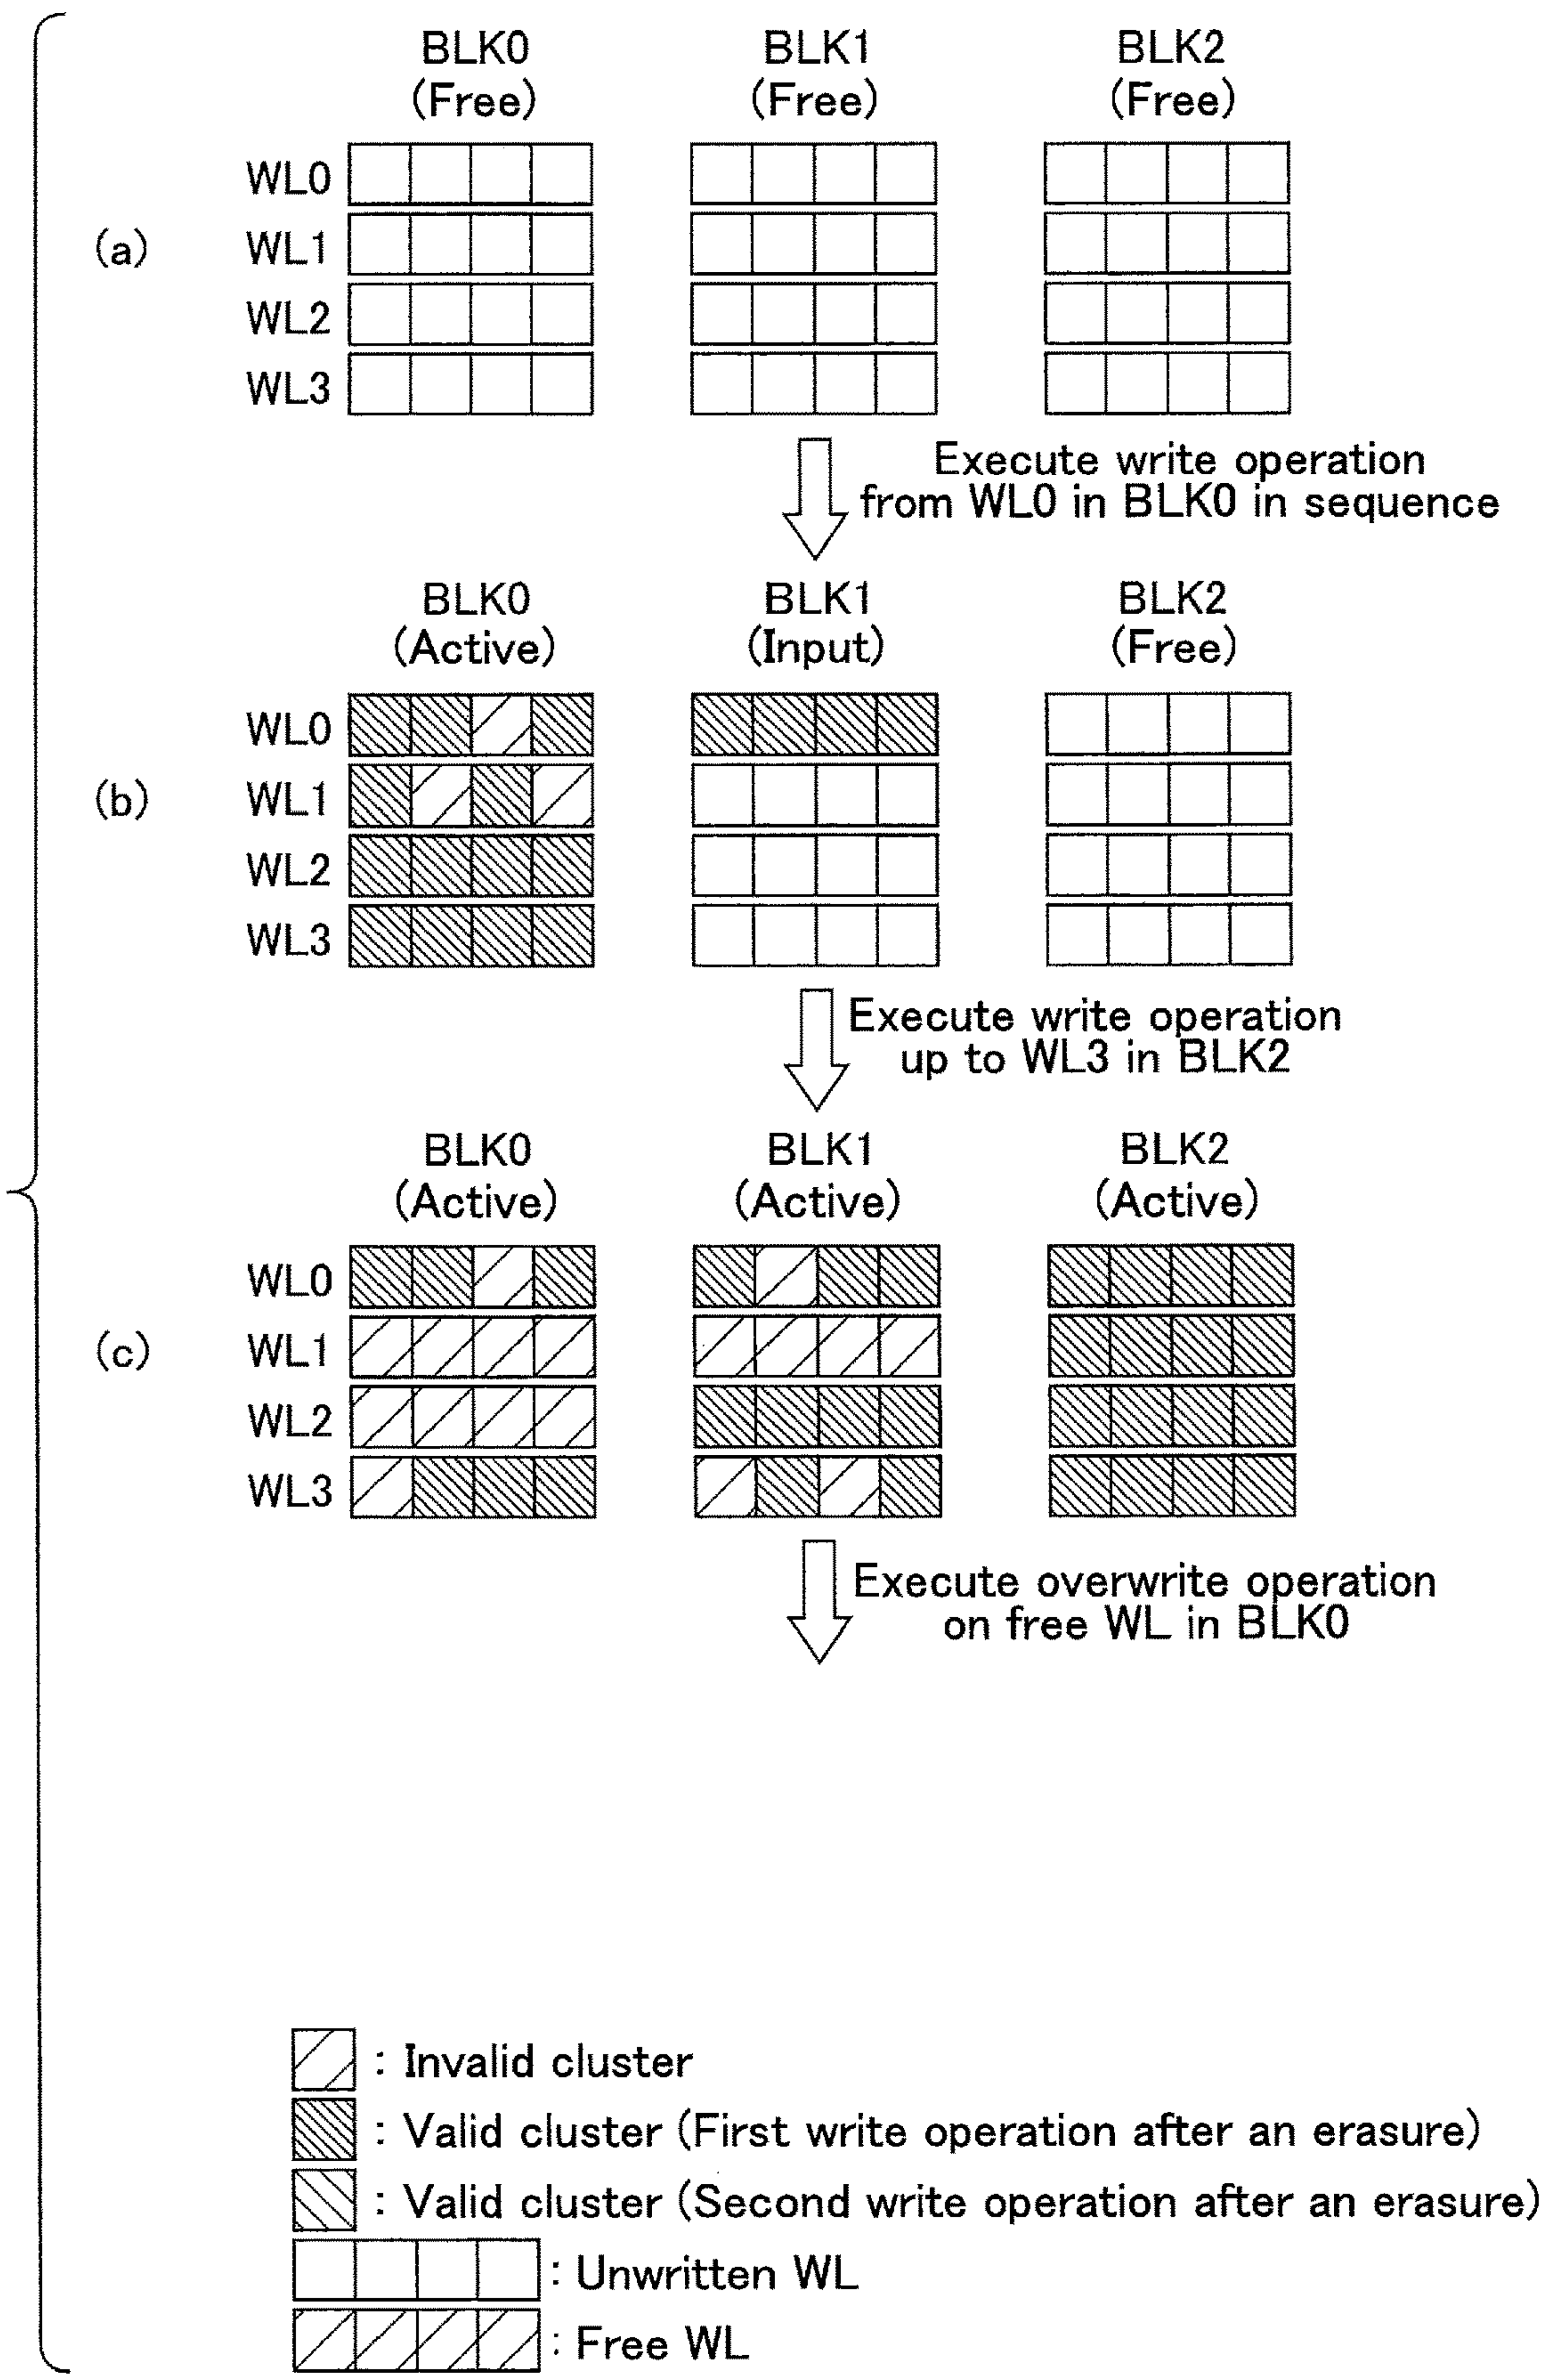 BLK0 BLK1 BLK2
(Free) (Free) (Free)
WL0
(a) WL1
WL2
WL3
Execute write operation
from WL0 in BLK0 in sequence
BLK0 BLK1 BLK2
(Active) (Input) (Free)
WL0
(b) WL1
WL2
WL3
Execute write operation
up to WL3 in BLK2
BLK0 BLK1 BLK2
(Active) (Active) (Active)
WL0
(c) WL1
WL2
WL3
Execute overwrite operation
on free WL in BLK0
: Invalid cluster
: Valid cluster (First write operation after an erasure)
: Valid cluster (Second write operation after an erasure)
: Unwritten WL
: Free WL